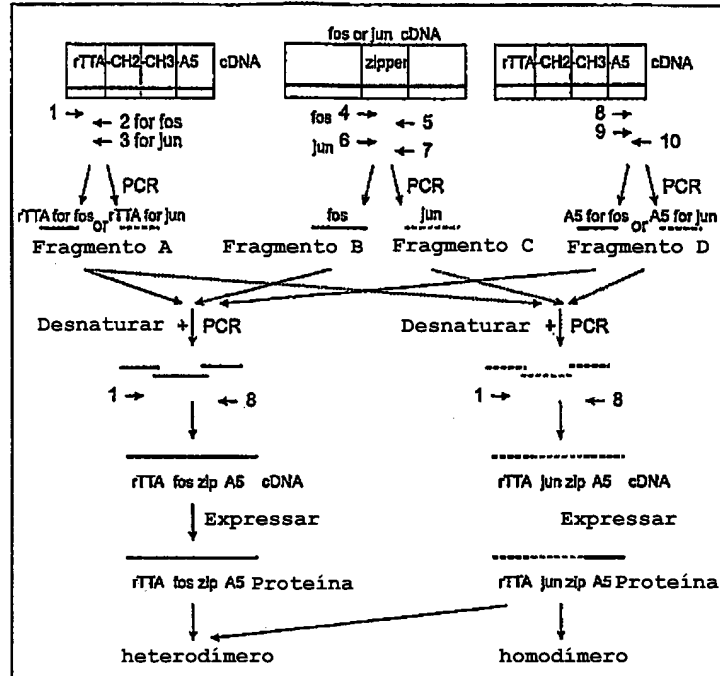 fos or jun cDNA
rTTA-CH2-CH3-A5 cDNA
zipper
rTTA-CH2-CH3-A5 cDNA
1
2 for fos
3 for jun
fos 4
5
jun 6
7
8
9
10
PCR
PCR
PCR
rTTA for fos or rTTA for jun
fos
jun
A5 for fos or A5 for jun
Fragmento A
Fragmento B
Fragmento C
Fragmento D
Desnaturar + PCR
Desnaturar + PCR
1
8
1
8
rTTA fos zip A5 cDNA
rTTA jun zip A5 cDNA
Expressar
Expressar
rTTA fos zip A5 Proteína
rTTA jun zip A5 Proteína
heterodímero
homodímero